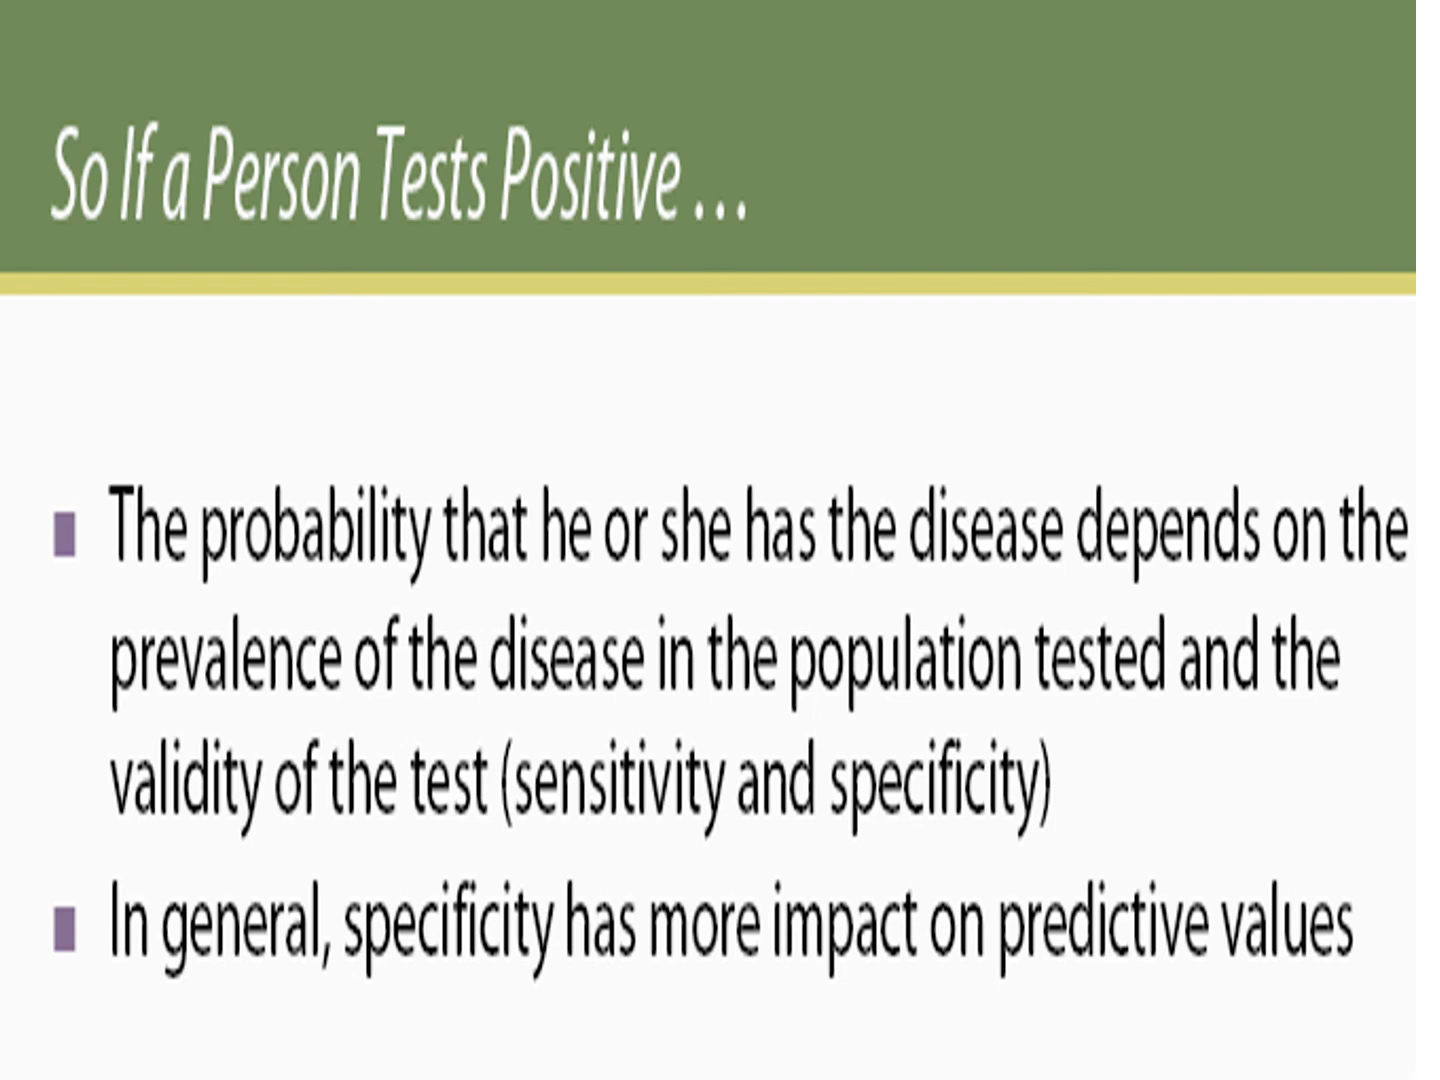 So If a Person Tests Positive …
The probability that he or she has the disease depends on the
prevalence of the disease in the population tested and the
validity of the test (sensitivity and specificity)
In general, specificity has more impact on predictive values